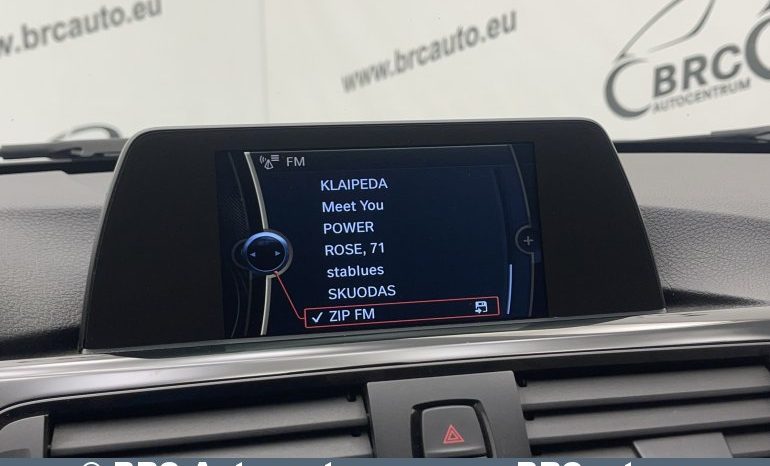 www.brcauto.eu
www.brcauto.eu
BRC
AUTOCENTRUM
FM
KLAIPEDA
Meet You
POWER
ROSE, 71
stablues
SKUODAS
✓ ZIP FM